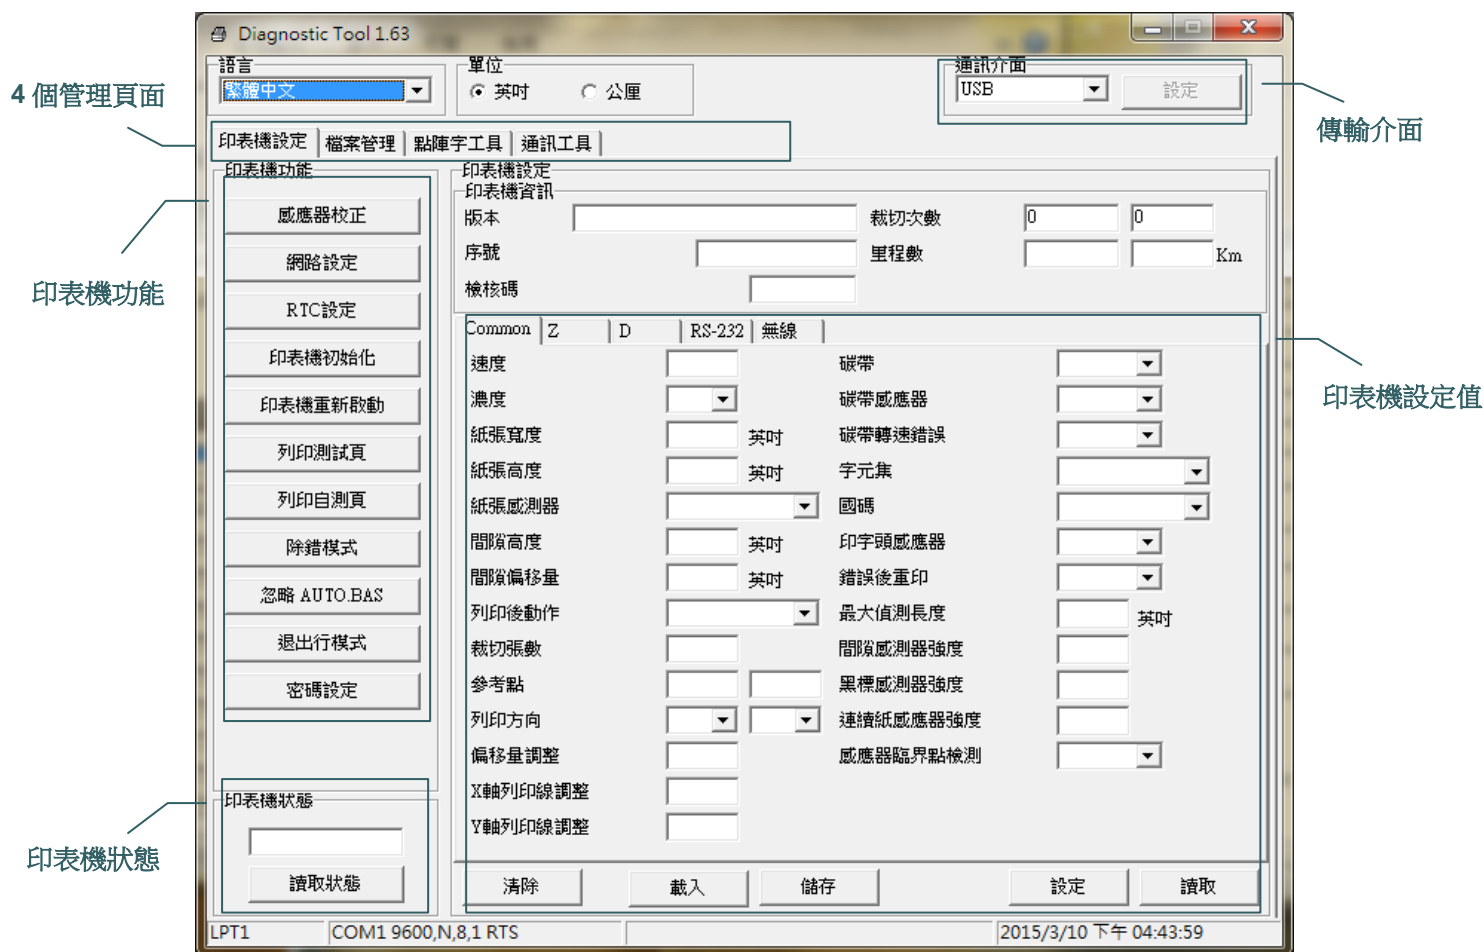 Diagnostic Tool 1.63
語言
單位
通訊介面
繁體中文
英吋
公厘
USB
設定
4 個管理頁面
傳輸介面
印表機設定
檔案管理
點陣字工具
通訊工具
印表機功能
印表機設定
印表機資訊
感應器校正
版本
裁切次數
0
0
網路設定
序號
里程數
Km
印表機功能
檢核碼
RTC設定
Common
Z
D
RS-232
無線
印表機初始化
速度
碳帶
印表機重新啟動
濃度
碳帶感應器
印表機設定值
列印測試頁
紙張寬度
英吋
碳帶轉速錯誤
紙張高度
英吋
字元集
列印自測頁
紙張感測器
國碼
除錯模式
間隙高度
英吋
印字頭感應器
忽略 AUTO.BAS
間隙偏移量
英吋
錯誤後重印
列印後動作
最大偵測長度
英吋
退出行模式
裁切張數
間隙感測器強度
密碼設定
參考點
黑標感測器強度
列印方向
連續紙感應器強度
偏移量調整
感應器臨界點檢測
印表機狀態
X軸列印線調整
Y軸列印線調整
印表機狀態
讀取狀態
清除
載入
儲存
設定
讀取
LPT1
COM1 9600,N,8,1 RTS
2015/3/10 下午 04:43:59